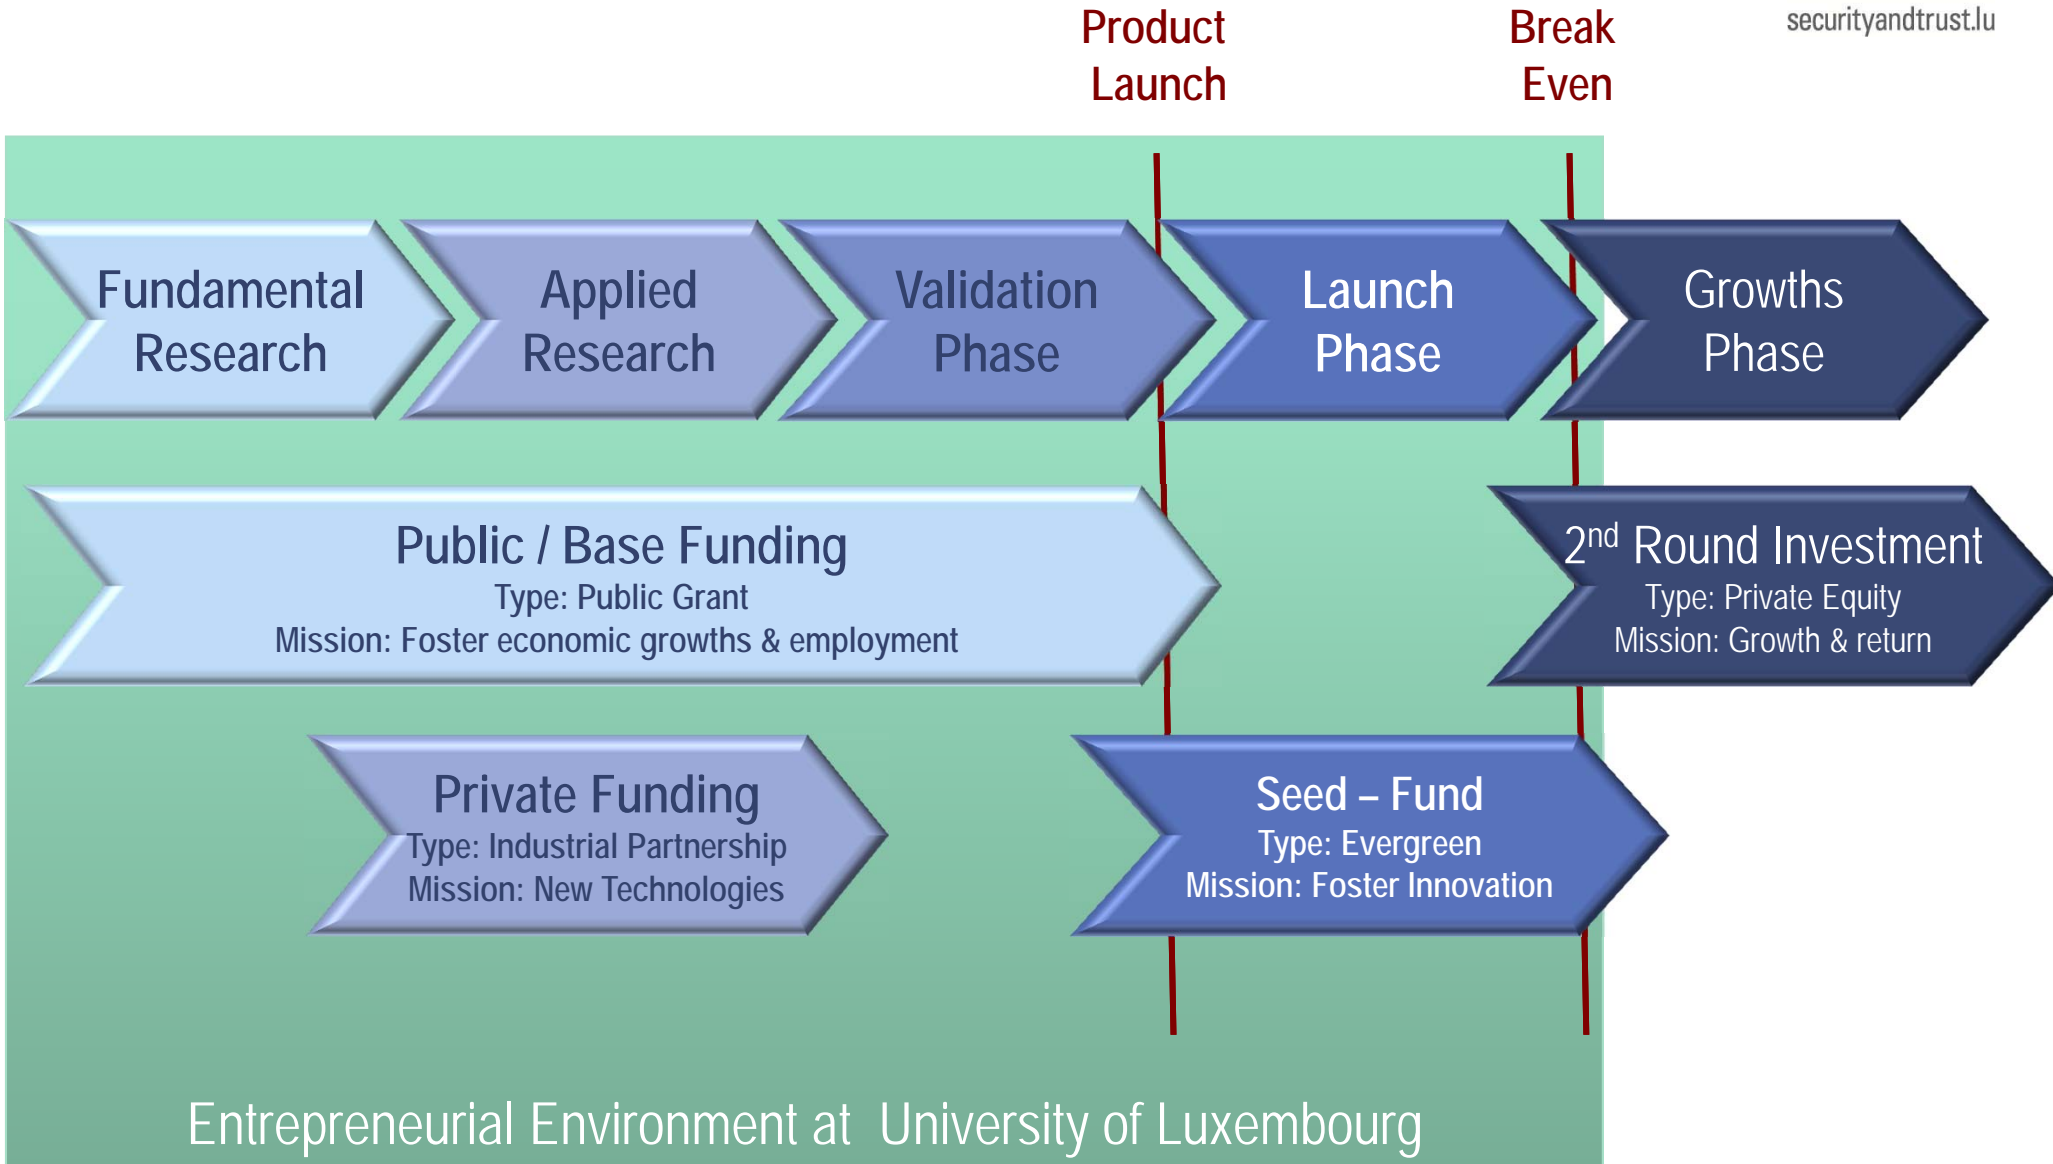 Product
Launch
Break
Even
securityandtrust.lu
Fundamental
Research
Applied
Research
Validation
Phase
Launch
Phase
Growths
Phase
Public / Base Funding
Type: Public Grant
Mission: Foster economic growths & employment
2nd Round Investment
Type: Private Equity
Mission: Growth & return
Private Funding
Type: Industrial Partnership
Mission: New Technologies
Seed – Fund
Type: Evergreen
Mission: Foster Innovation
Entrepreneurial Environment at University of Luxembourg